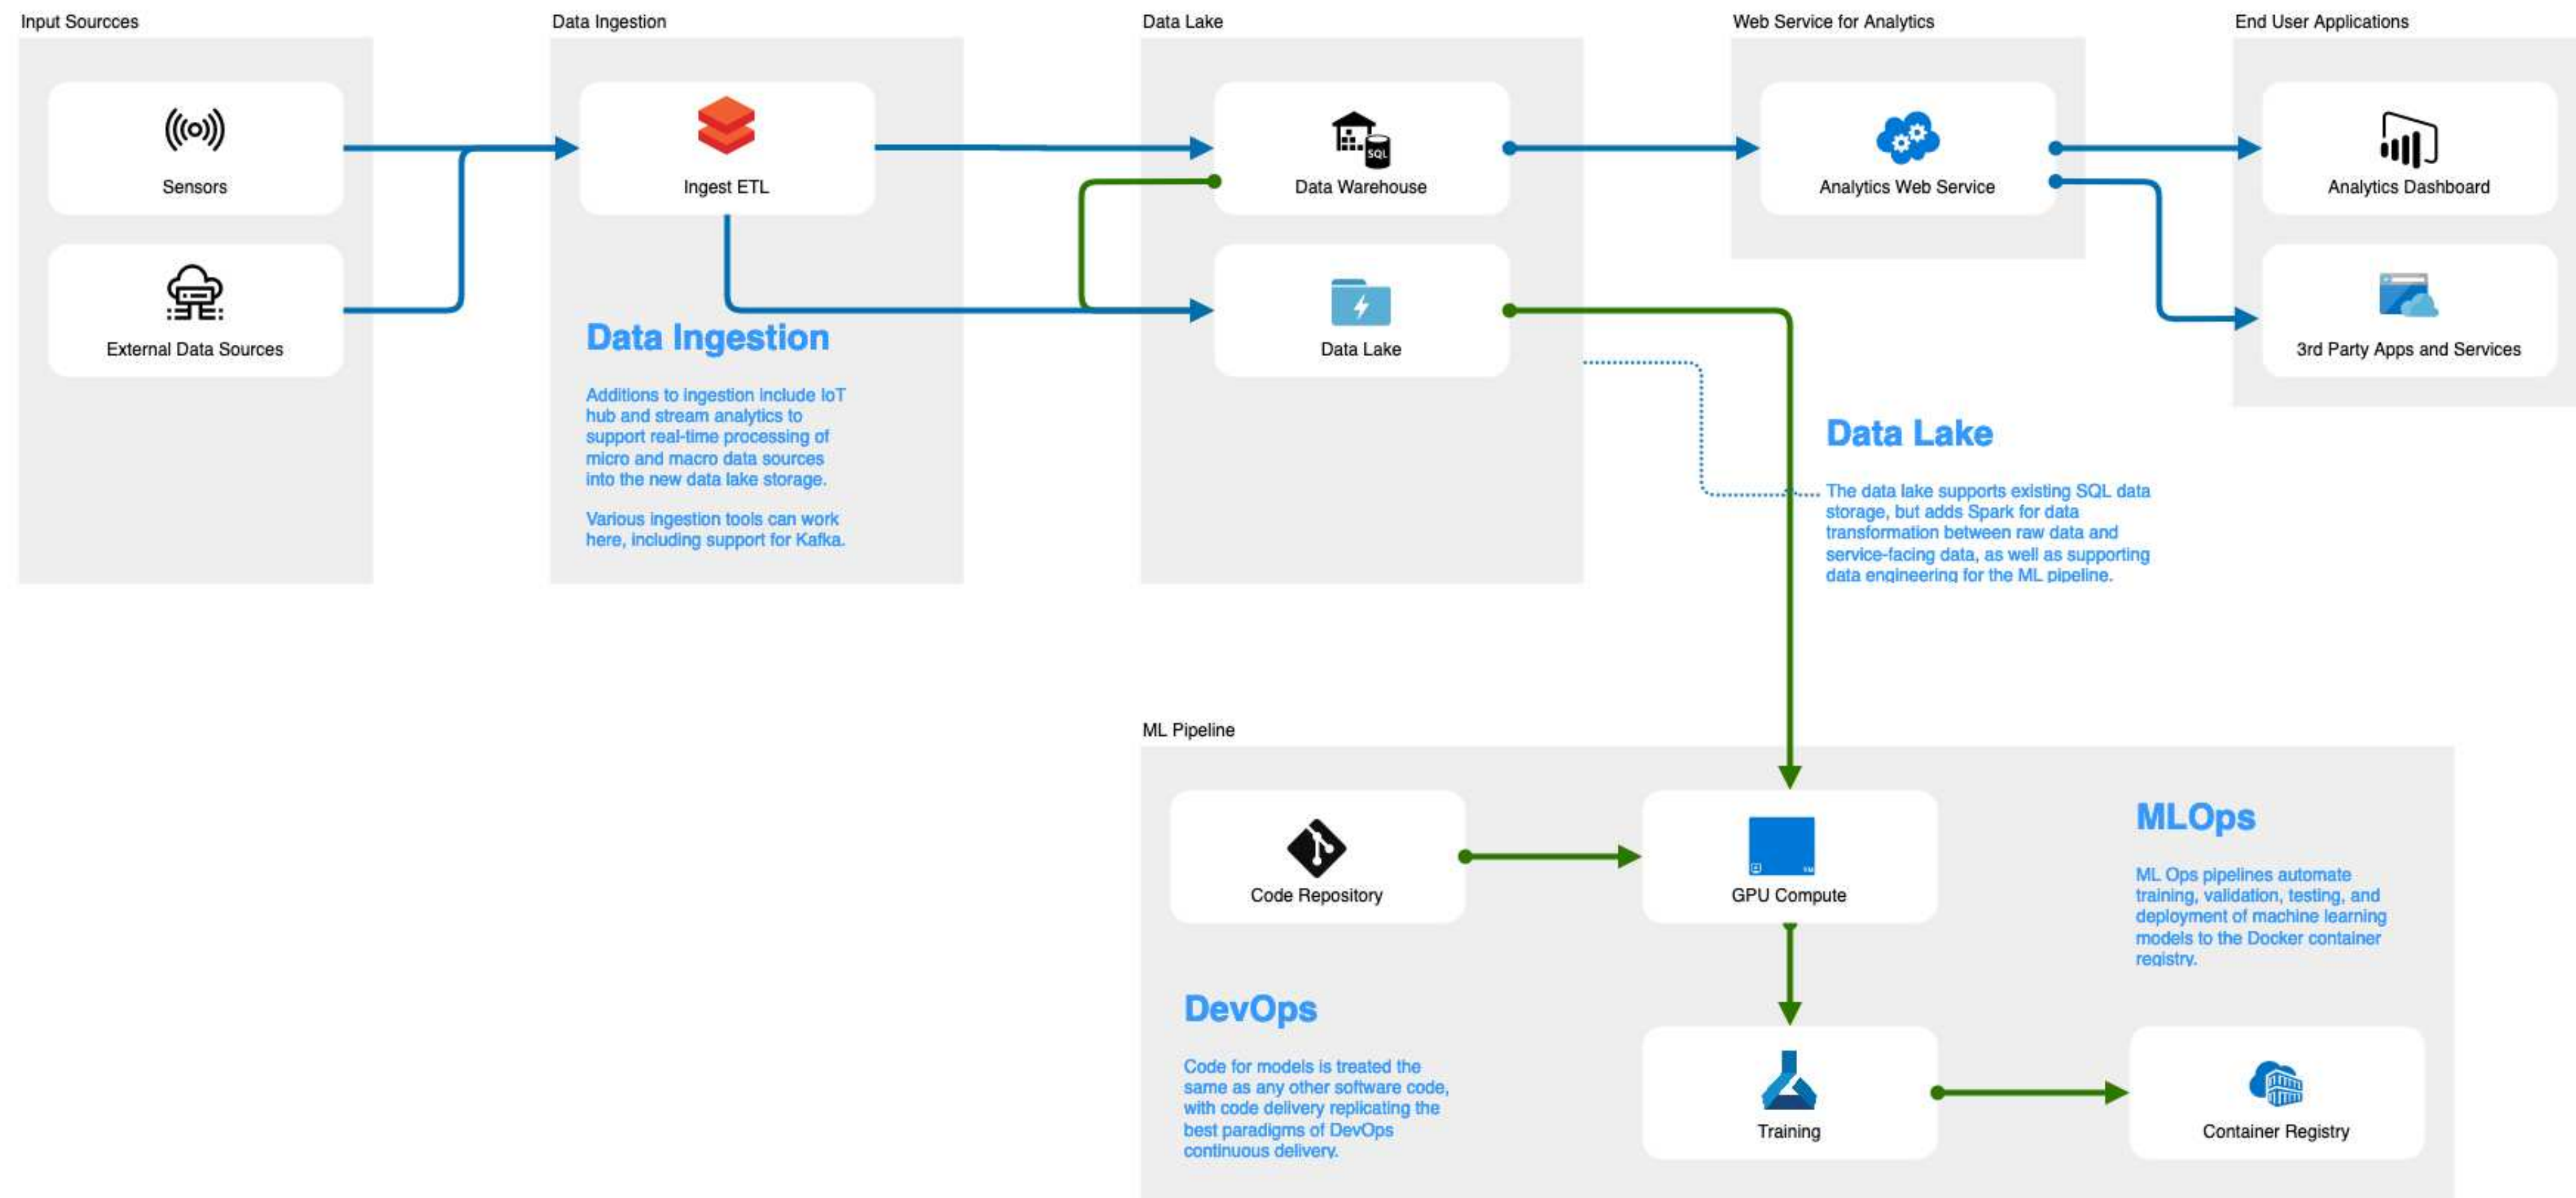 Input Sourcces
Data Ingestion
Data Lake
Web Service for Analytics
End User Applications
Sensors
Ingest ETL
SQL
Data Warehouse
Analytics Web Service
Analytics Dashboard
External Data Sources
Data Lake
3rd Party Apps and Services
Data Ingestion
Additions to ingestion include IoT
hub and stream analytics to
support real-time processing of
micro and macro data sources
into the new data lake storage.
Various ingestion tools can work
here, including support for Kafka.
Data Lake
The data lake supports existing SQL data
storage, but adds Spark for data
transformation between raw data and
service-facing data, as well as supporting
data engineering for the ML pipeline.
ML Pipeline
Code Repository
GPU Compute
MLOps
ML Ops pipelines automate
training, validation, testing, and
deployment of machine learning
models to the Docker container
registry.
DevOps
Code for models is treated the
same as any other software code,
with code delivery replicating the
best paradigms of DevOps
continuous delivery.
Training
Container Registry